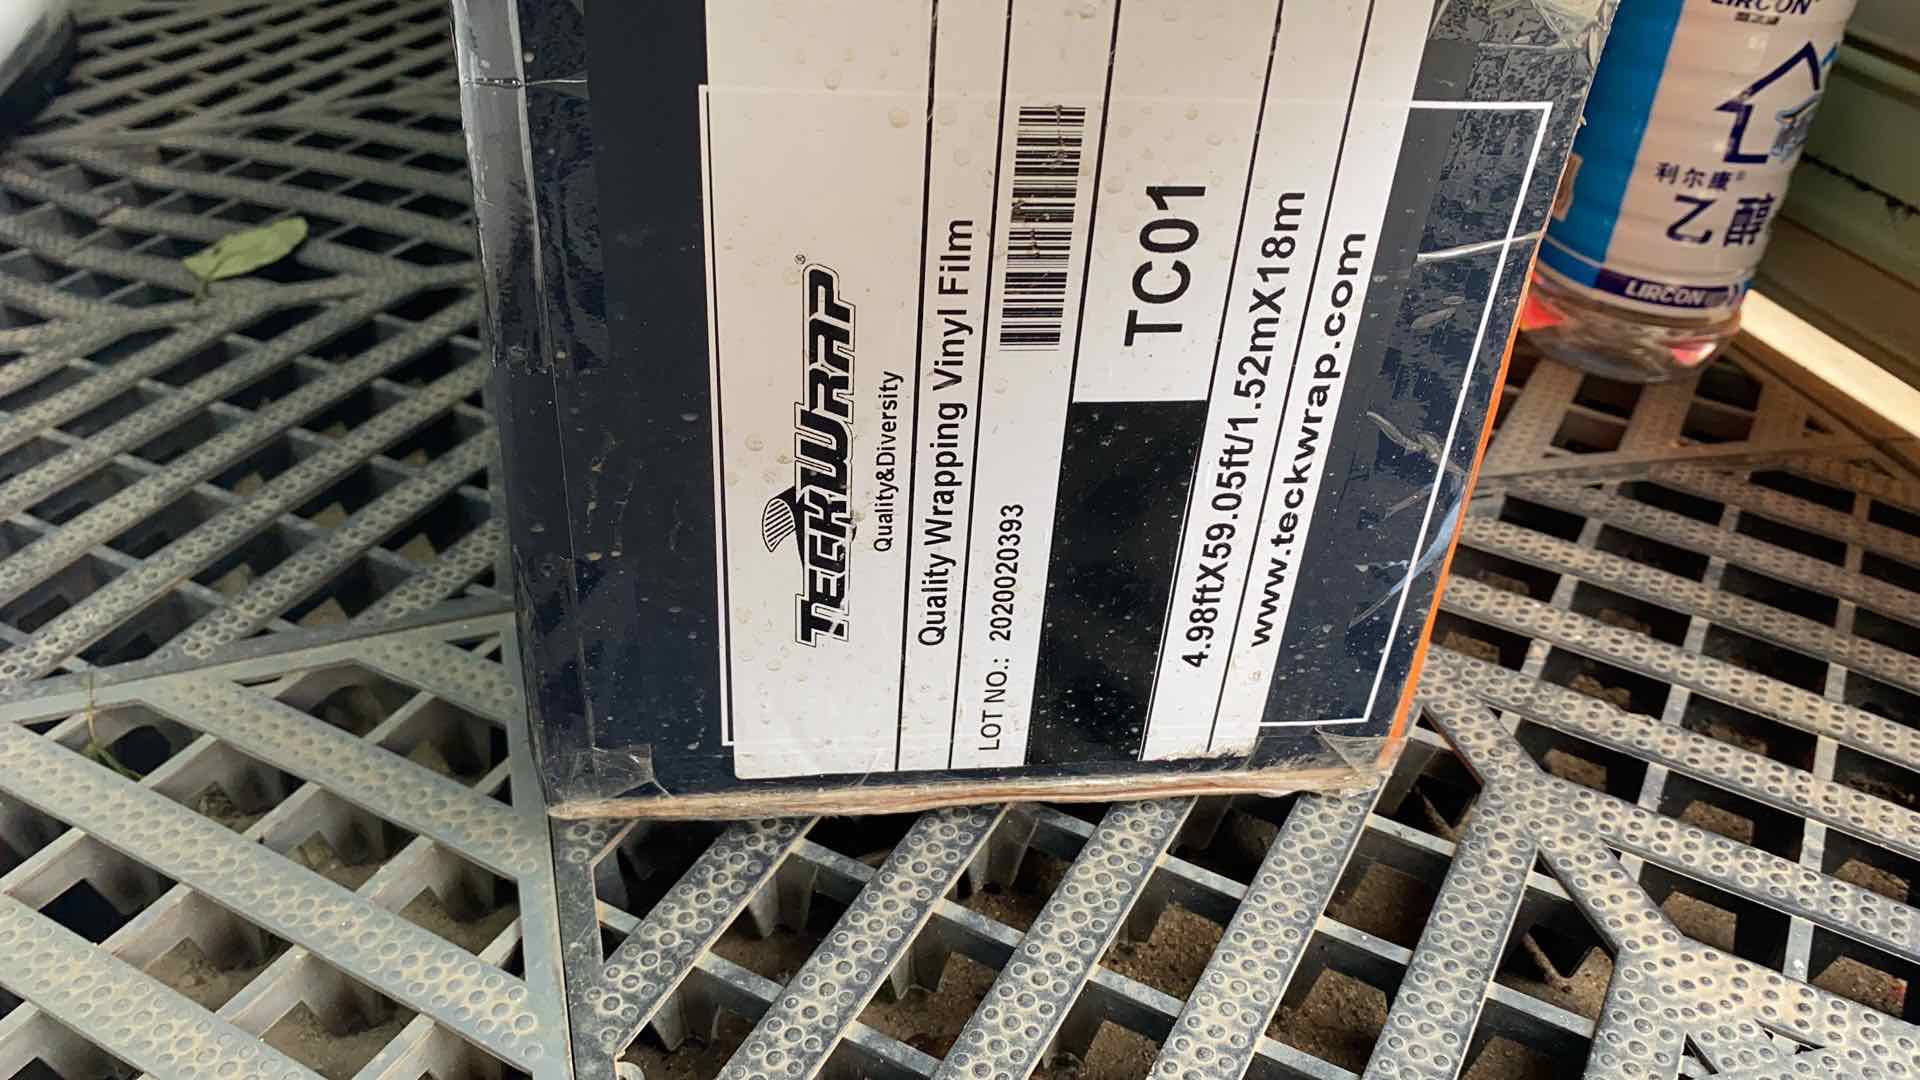 TECKWRAP®
Quality&Diversity
Quality Wrapping Vinyl Film
LOT NO.: 2020020393
TC01
4.98ftX59.05ft/1.52mX18m
www.teckwrap.com
LIRCON
利尔康®
乙醇
LIRCON